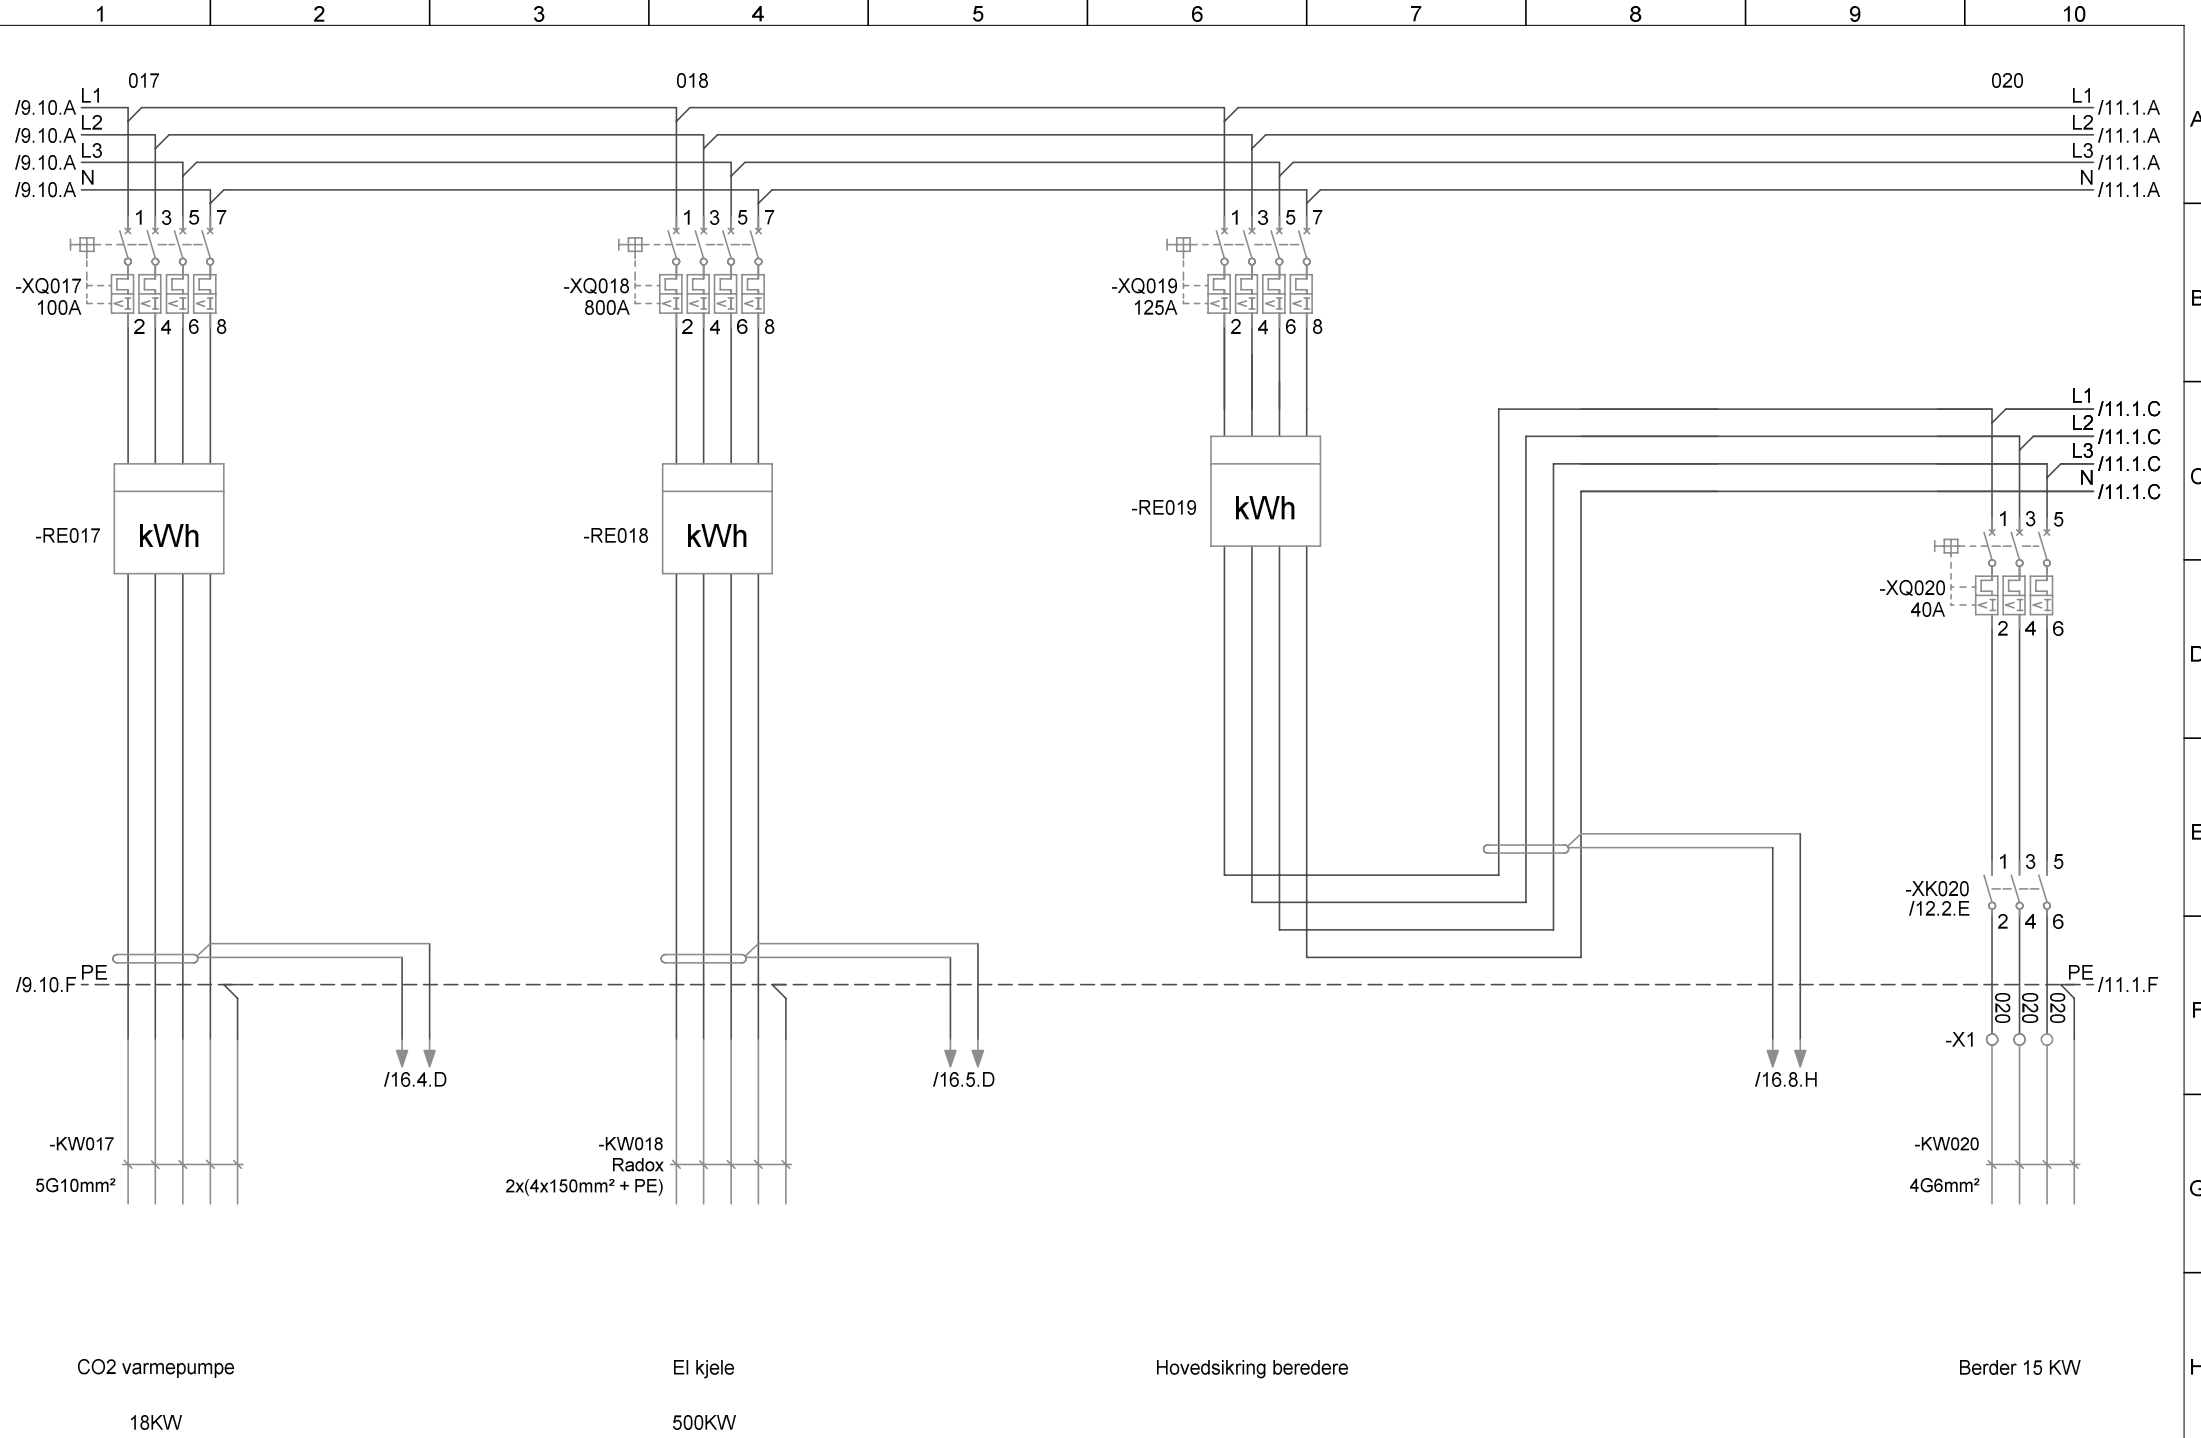 1 2 3 4 5 6 7 8 9 10
017 018 020
/9.10.A L1 L1 /11.1.A
/9.10.A L2 L2 /11.1.A
/9.10.A L3 L3 /11.1.A
/9.10.A N N /11.1.A
A
1 3 5 7 1 3 5 7 1 3 5 7
-XQ017 -XQ018 -XQ019
100A 800A 125A
B
2 4 6 8 2 4 6 8 2 4 6 8
L1 /11.1.C
L2 /11.1.C
L3 /11.1.C
N /11.1.C
C
-RE017 kWh -RE018 kWh -RE019 kWh
1 3 5
-XQ020
40A
2 4 6
D
E
1 3 5
-XK020
/12.2.E
2 4 6
/9.10.F PE PE /11.1.F
020 020 020
F
-X1
/16.4.D /16.5.D /16.8.H
-KW017 -KW018 -KW020
Radox
5G10mm² 2x(4x150mm² + PE) 4G6mm²
G
CO2 varmepumpe El kjele Hovedsikring beredere Berder 15 KW
H
18KW 500KW